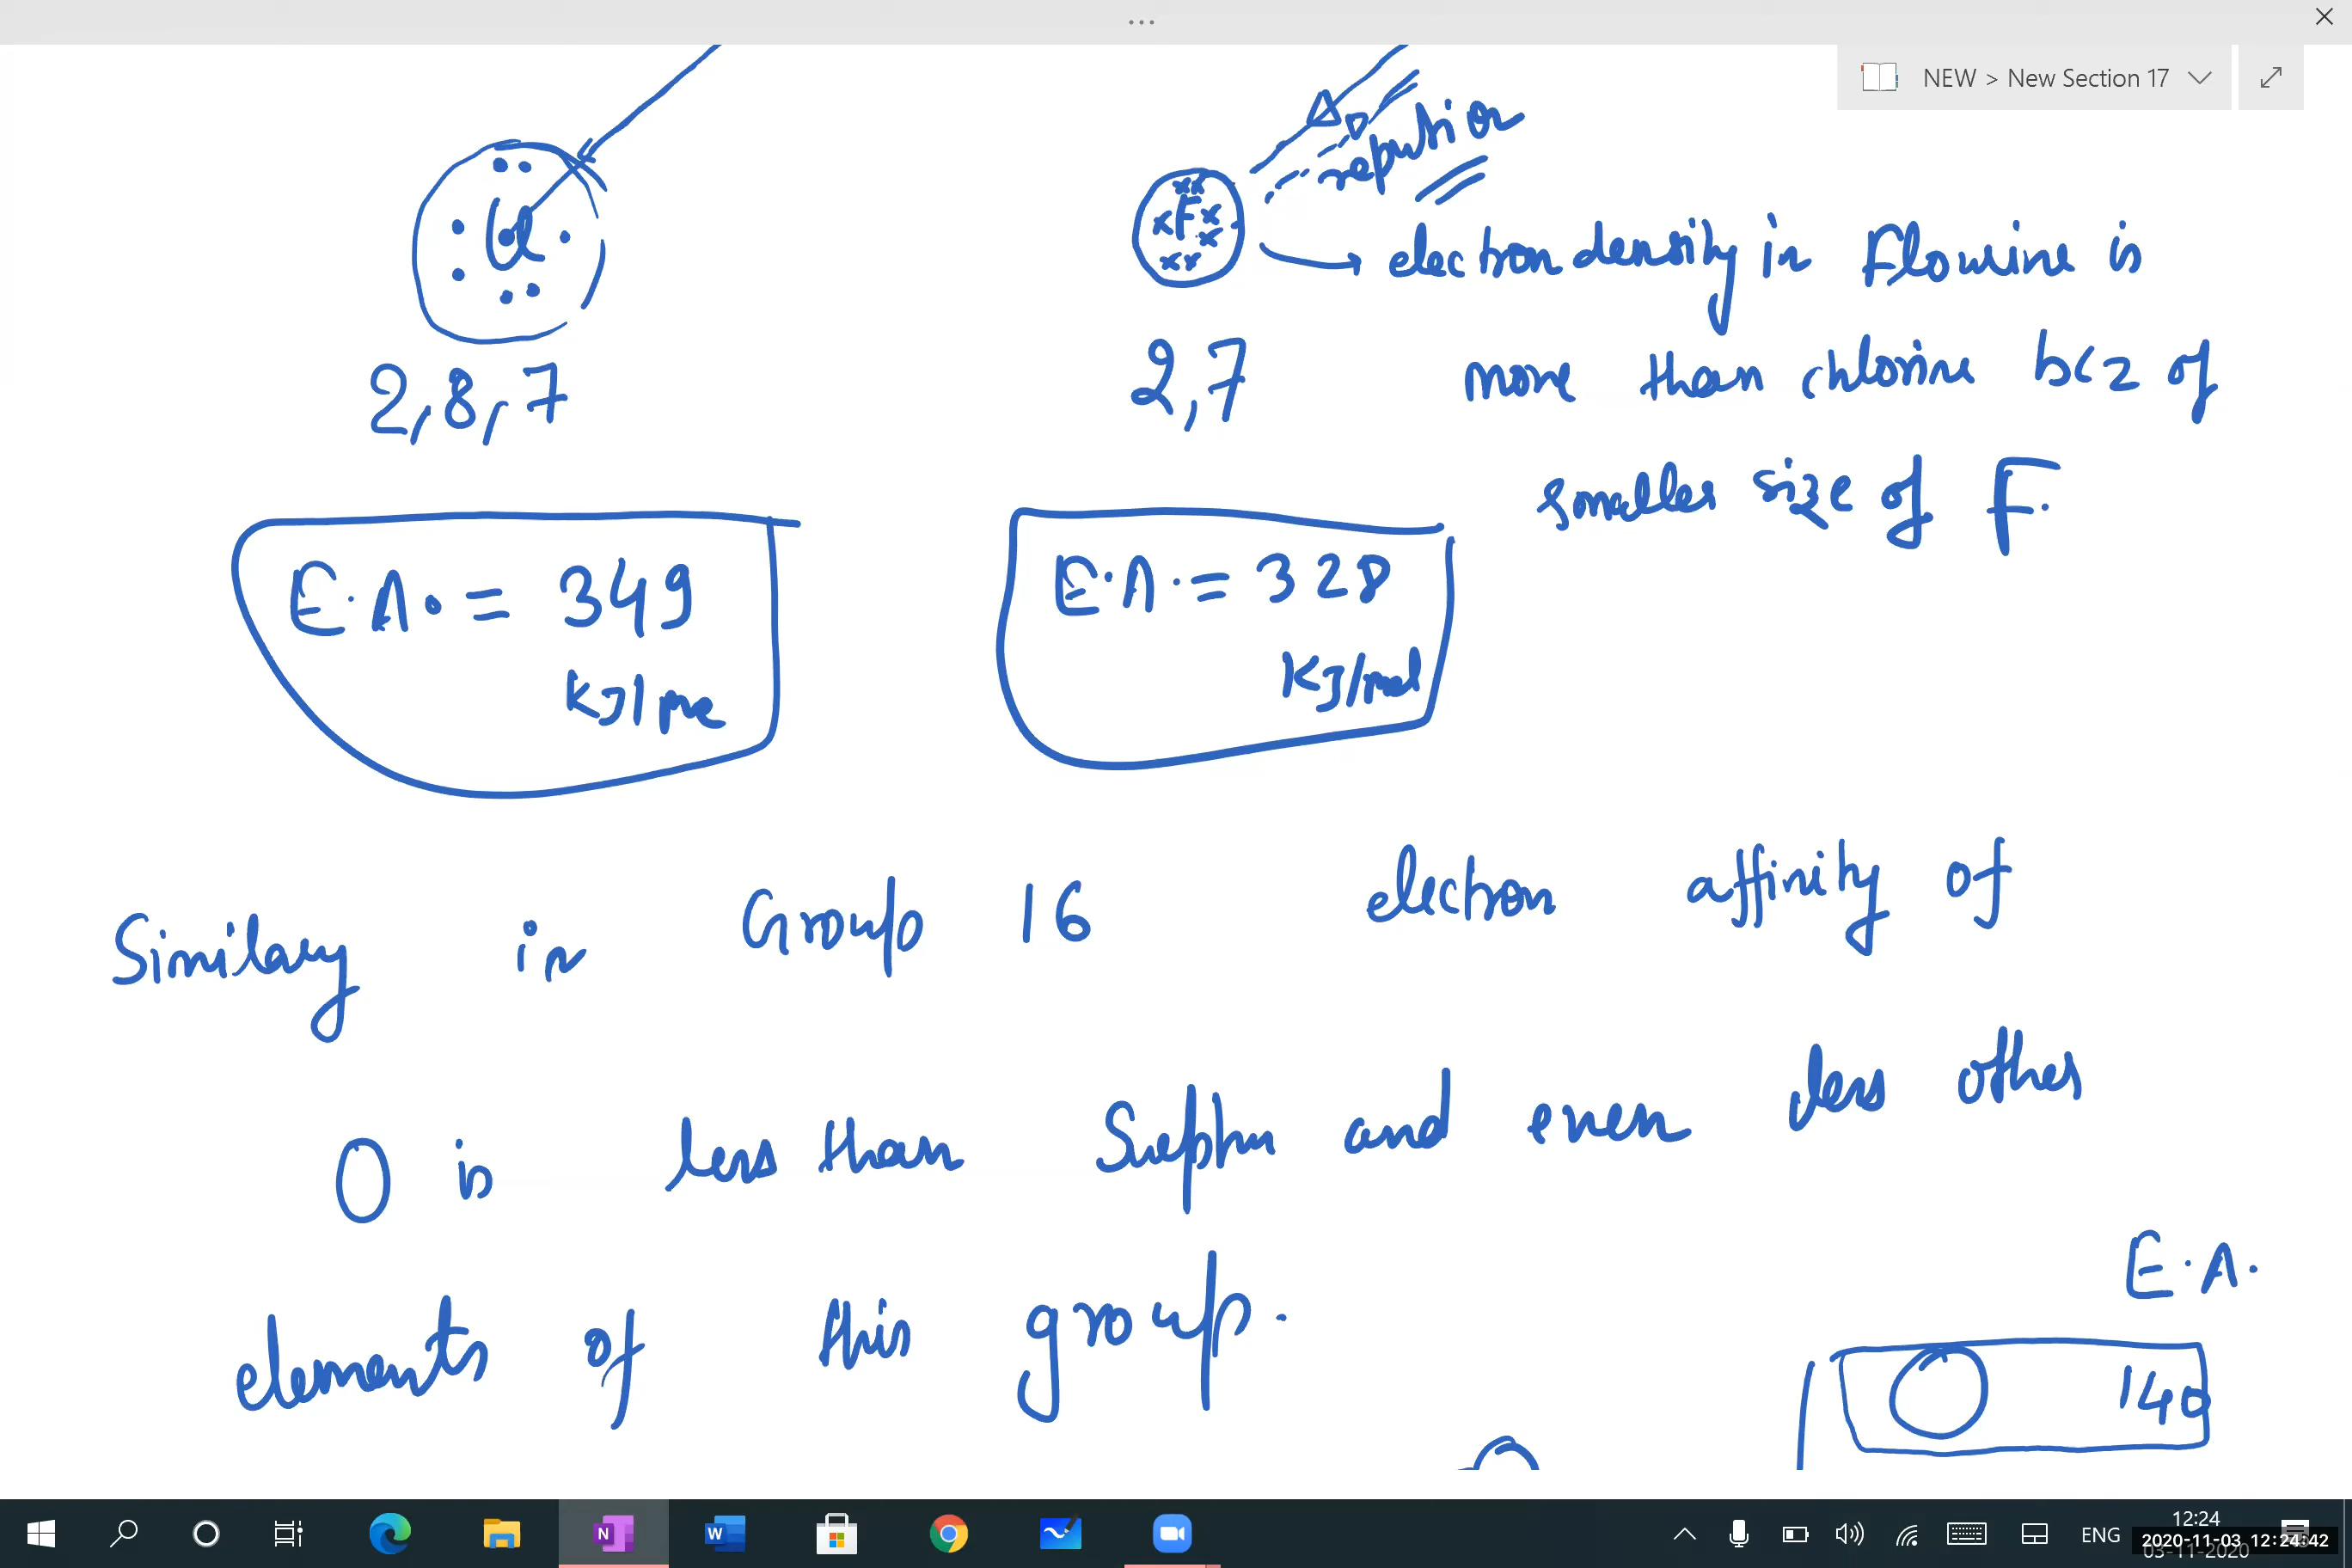 ...
NEW > New Section 17
Cl
F
repulsion
electron density in Flourine is
more than chlorine bcz of
smaller size of F.
2,8,7
2,7
E.A. = 349
kJ/mol
E.A. = 328
kJ/mol
Similary in Group 16 electron affinity of
O is less than Sulphur and even less other
elements of this group.
E.A.
O 140
ENG
12:24
03-11-2020
2020-11-03 12:24:42